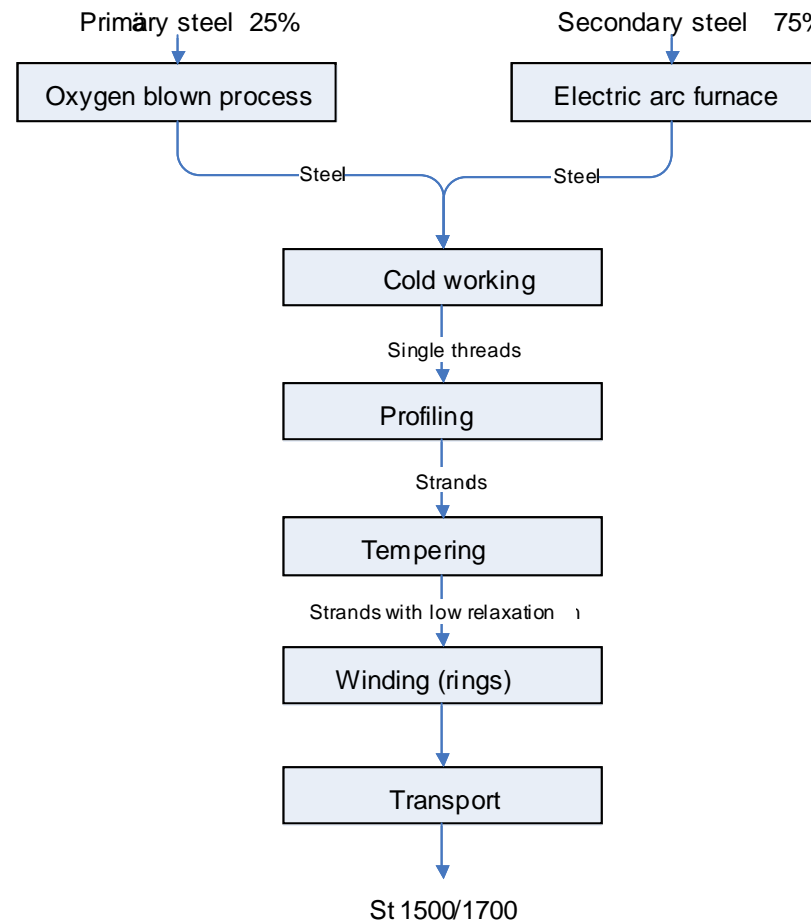 Primäry steel 25%
Secondary steel 75%
Oxygen blown process
Electric arc furnace
Steel
Steel
Cold working
Single threads
Profiling
Strands
Tempering
Strands with low relaxation ı
Winding (rings)
Transport
St 1500/1700